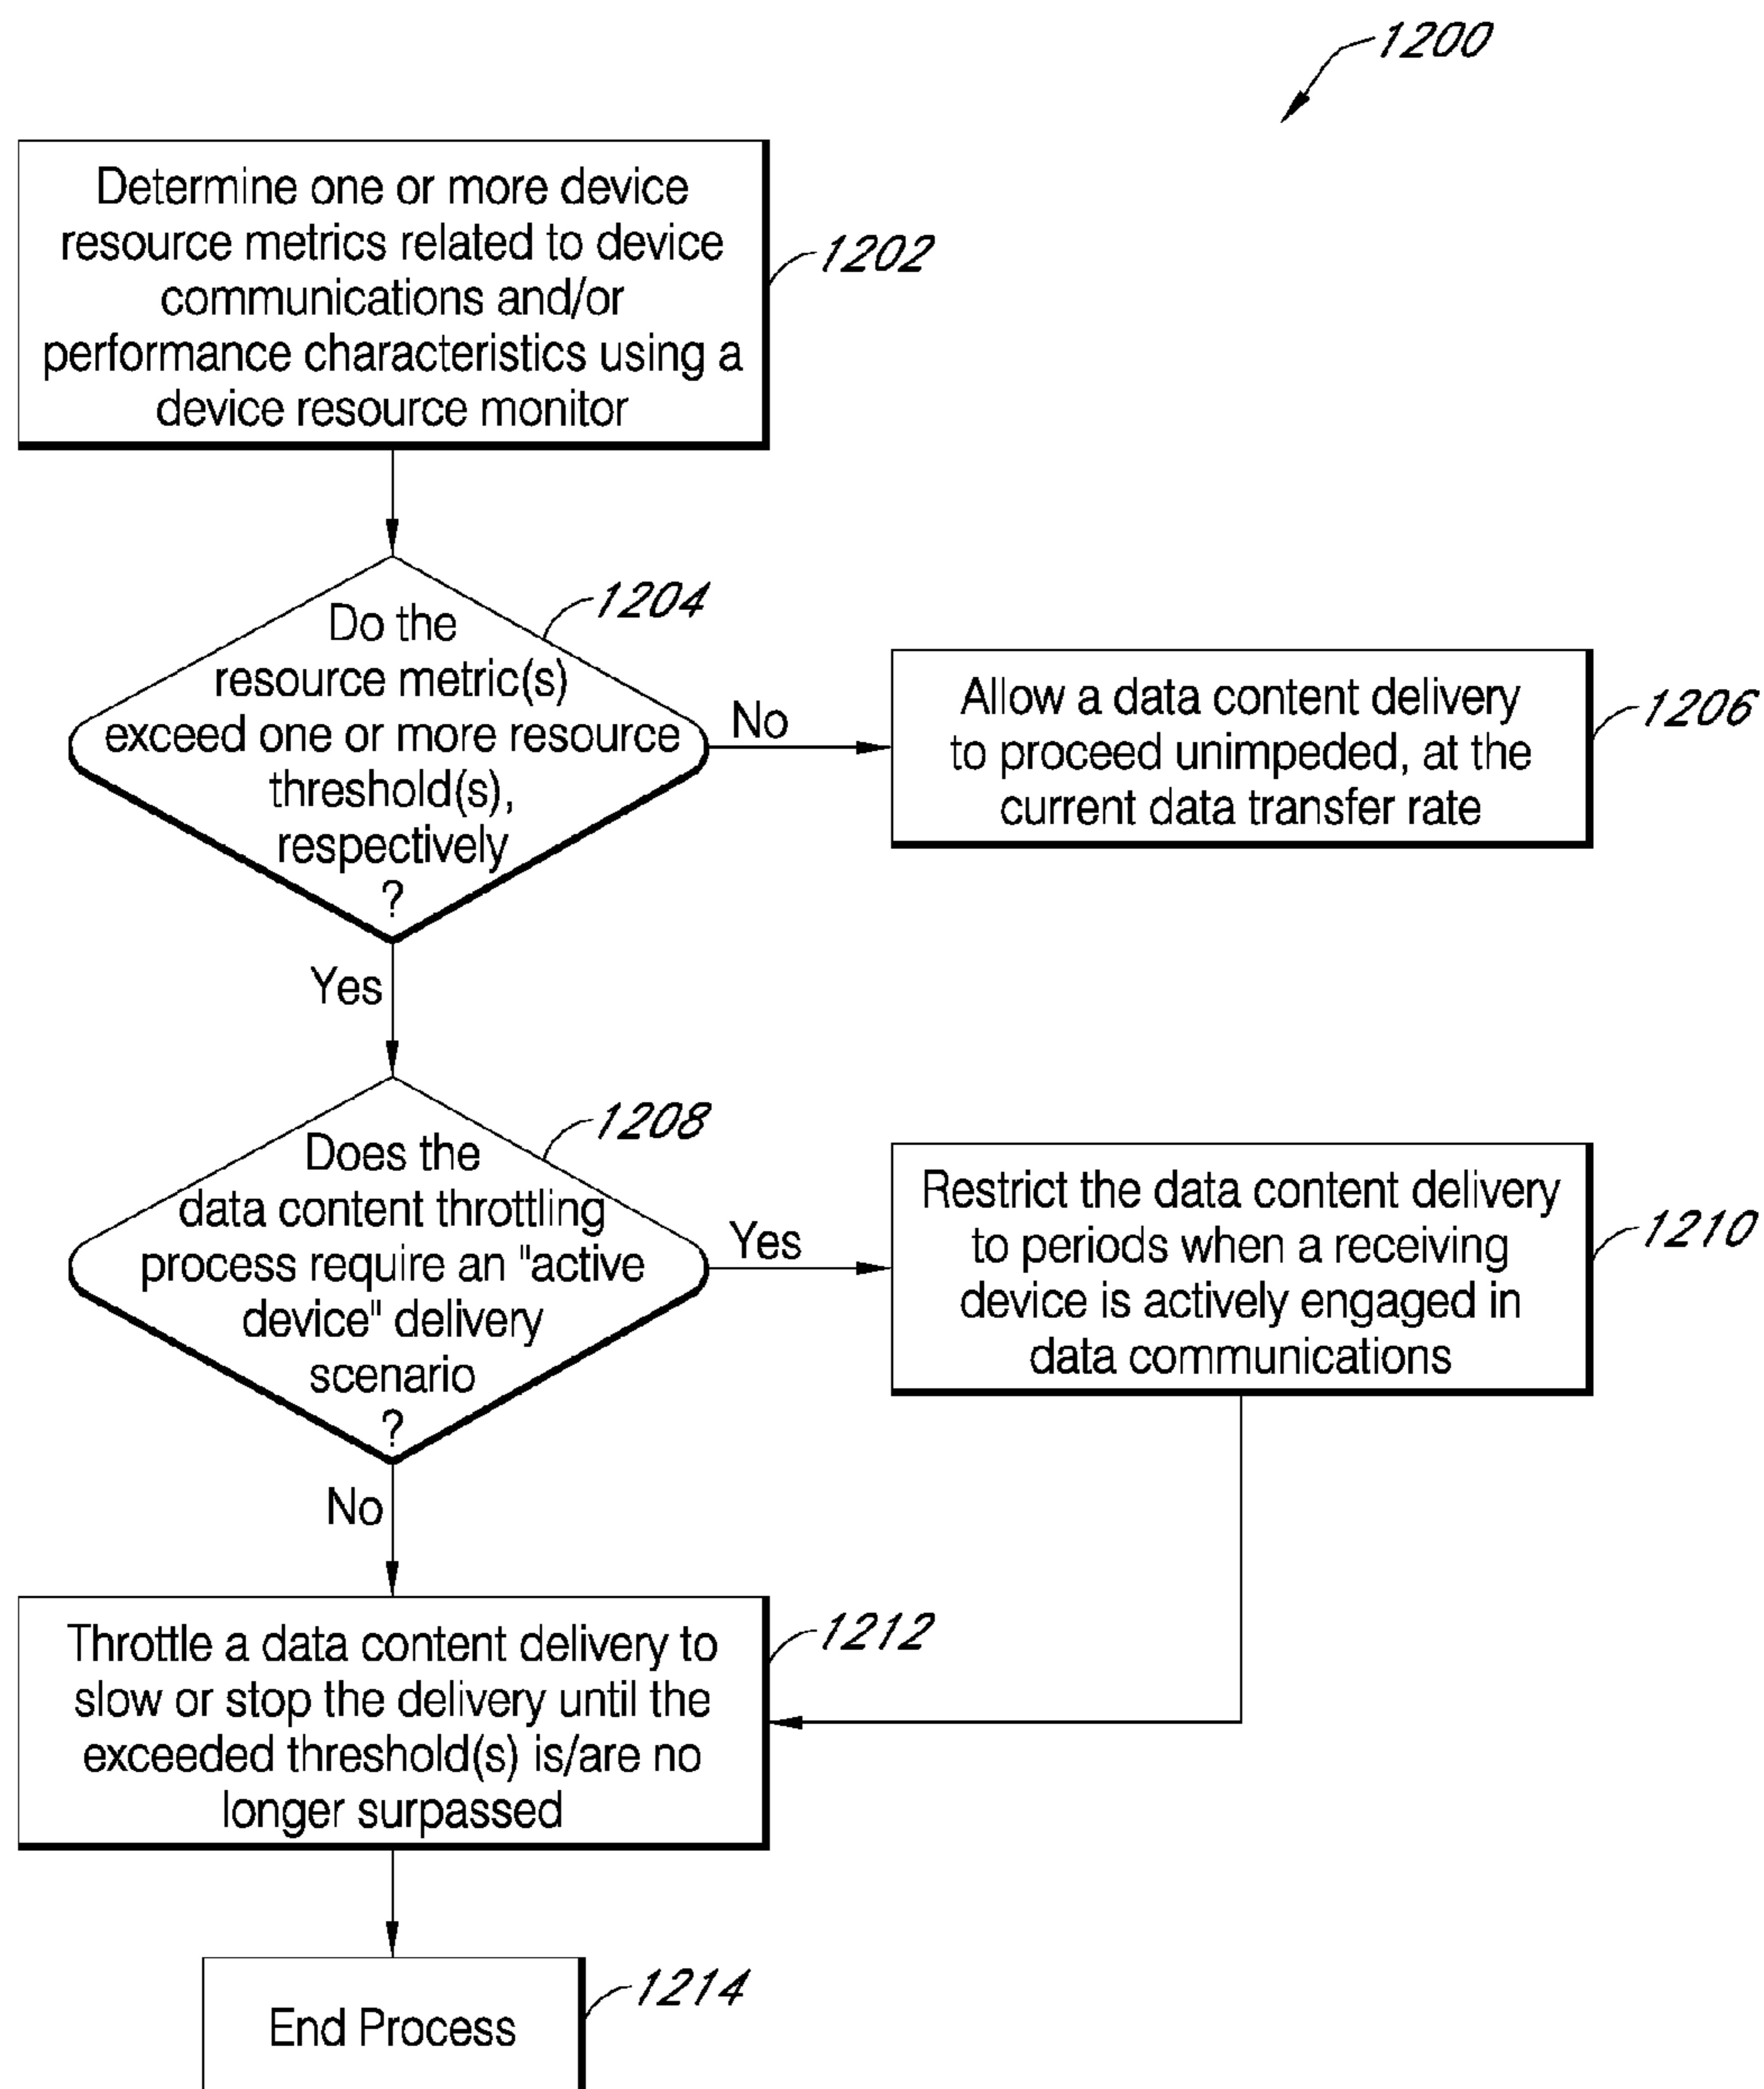 1200
Determine one or more device
resource metrics related to device
communications and/or
performance characteristics using a
device resource monitor
1202
Do the
resource metric(s)
exceed one or more resource
threshold(s),
respectively
?
1204
No
Yes
Allow a data content delivery
to proceed unimpeded, at the
current data transfer rate
1206
Does the
data content throttling
process require an "active
device" delivery
scenario
?
1208
Yes
No
Restrict the data content delivery
to periods when a receiving
device is actively engaged in
data communications
1210
Throttle a data content delivery to
slow or stop the delivery until the
exceeded threshold(s) is/are no
longer surpassed
1212
End Process
1214